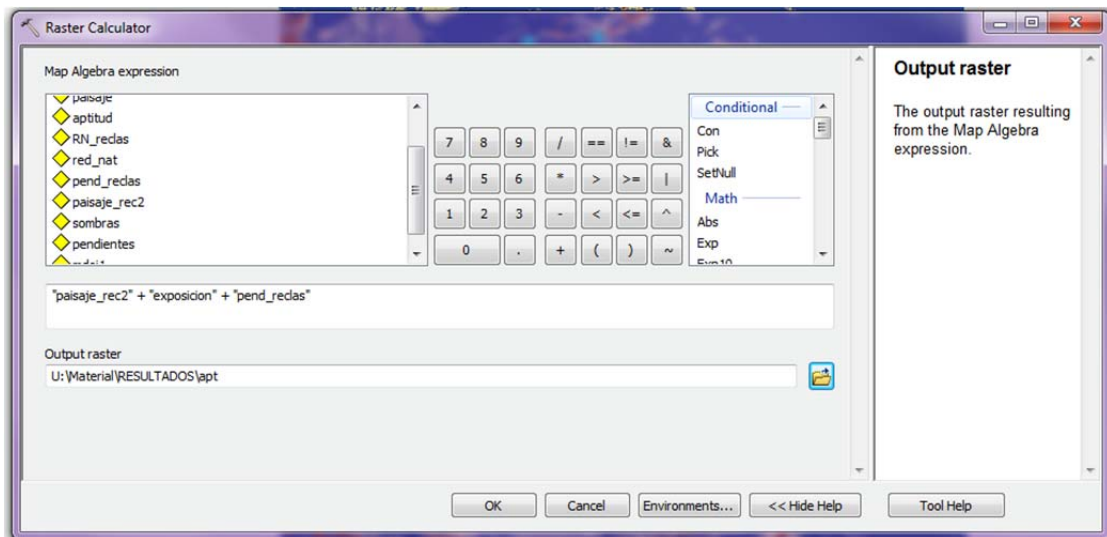 Raster Calculator
Map Algebra expression
paisaje
aptitud
RN_reclas
red_nat
pend_reclas
paisaje_rec2
sombras
pendientes
7 8 9 / == != &
4 5 6 * > >= |
1 2 3 - < <= ^
0 . + ( ) ~
Conditional
Con
Pick
SetNull
Math
Abs
Exp
Exp10
"paisaje_rec2" + "exposicion" + "pend_reclas"
Output raster
U:\Material\RESULTADOS\apt
OK
Cancel
Environments...
<< Hide Help
Tool Help
Output raster
The output raster resulting
from the Map Algebra
expression.